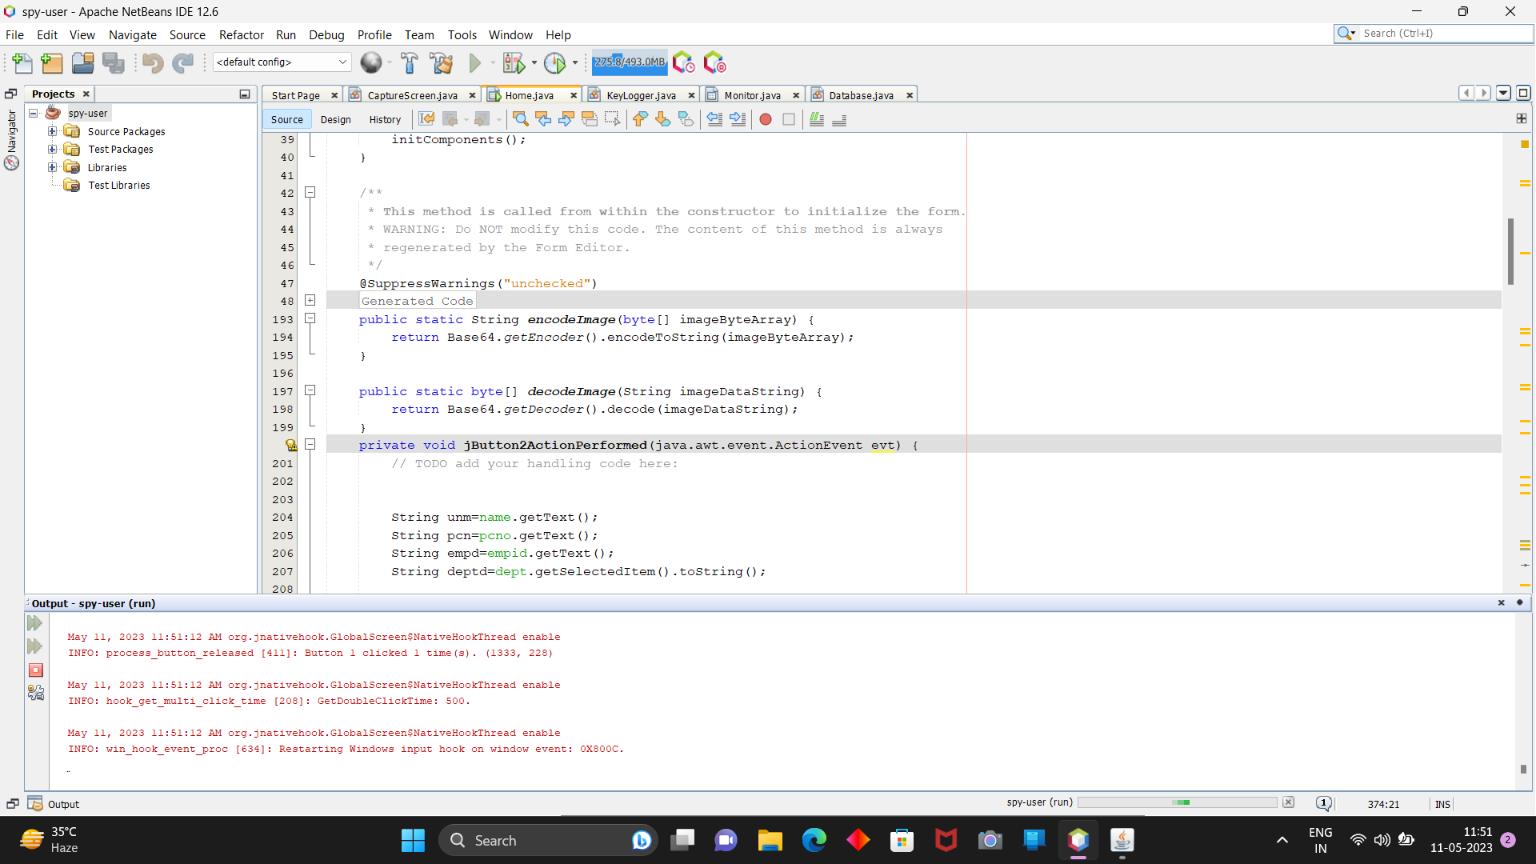 spy-user - Apache NetBeans IDE 12.6
File Edit View Navigate Source Refactor Run Debug Profile Team Tools Window Help
Search (Ctrl+I)
<default config>
275.8/493.0MB
Projects
Start Page CaptureScreen.java Home.java KeyLogger.java Monitor.java Database.java
Navigator
spy-user
Source Packages
Test Packages
Libraries
Test Libraries
Source Design History
39 initComponents();
40 }
41
42 /**
43 * This method is called from within the constructor to initialize the form.
44 * WARNING: Do NOT modify this code. The content of this method is always
45 * regenerated by the Form Editor.
46 */
47 @SuppressWarnings("unchecked")
48 Generated Code
193 public static String encodeImage(byte[] imageByteArray) {
194 return Base64.getEncoder().encodeToString(imageByteArray);
195 }
196
197 public static byte[] decodeImage(String imageDataString) {
198 return Base64.getDecoder().decode(imageDataString);
199 }
private void jButton2ActionPerformed(java.awt.event.ActionEvent evt) {
201 // TODO add your handling code here:
202
203
204 String unm=name.getText();
205 String pcn=pcno.getText();
206 String empd=empid.getText();
207 String deptd=dept.getSelectedItem().toString();
208
Output - spy-user (run)
May 11, 2023 11:51:12 AM org.jnativehook.GlobalScreen$NativeHookThread enable
INFO: process_button_released [411]: Button 1 clicked 1 time(s). (1333, 228)
May 11, 2023 11:51:12 AM org.jnativehook.GlobalScreen$NativeHookThread enable
INFO: hook_get_multi_click_time [208]: GetDoubleClickTime: 500.
May 11, 2023 11:51:12 AM org.jnativehook.GlobalScreen$NativeHookThread enable
INFO: win_hook_event_proc [634]: Restarting Windows input hook on window event: 0X800C.
Output
spy-user (run)
1
374:21
INS
35°C
Haze
Search
ENG
IN
11:51
11-05-2023
2